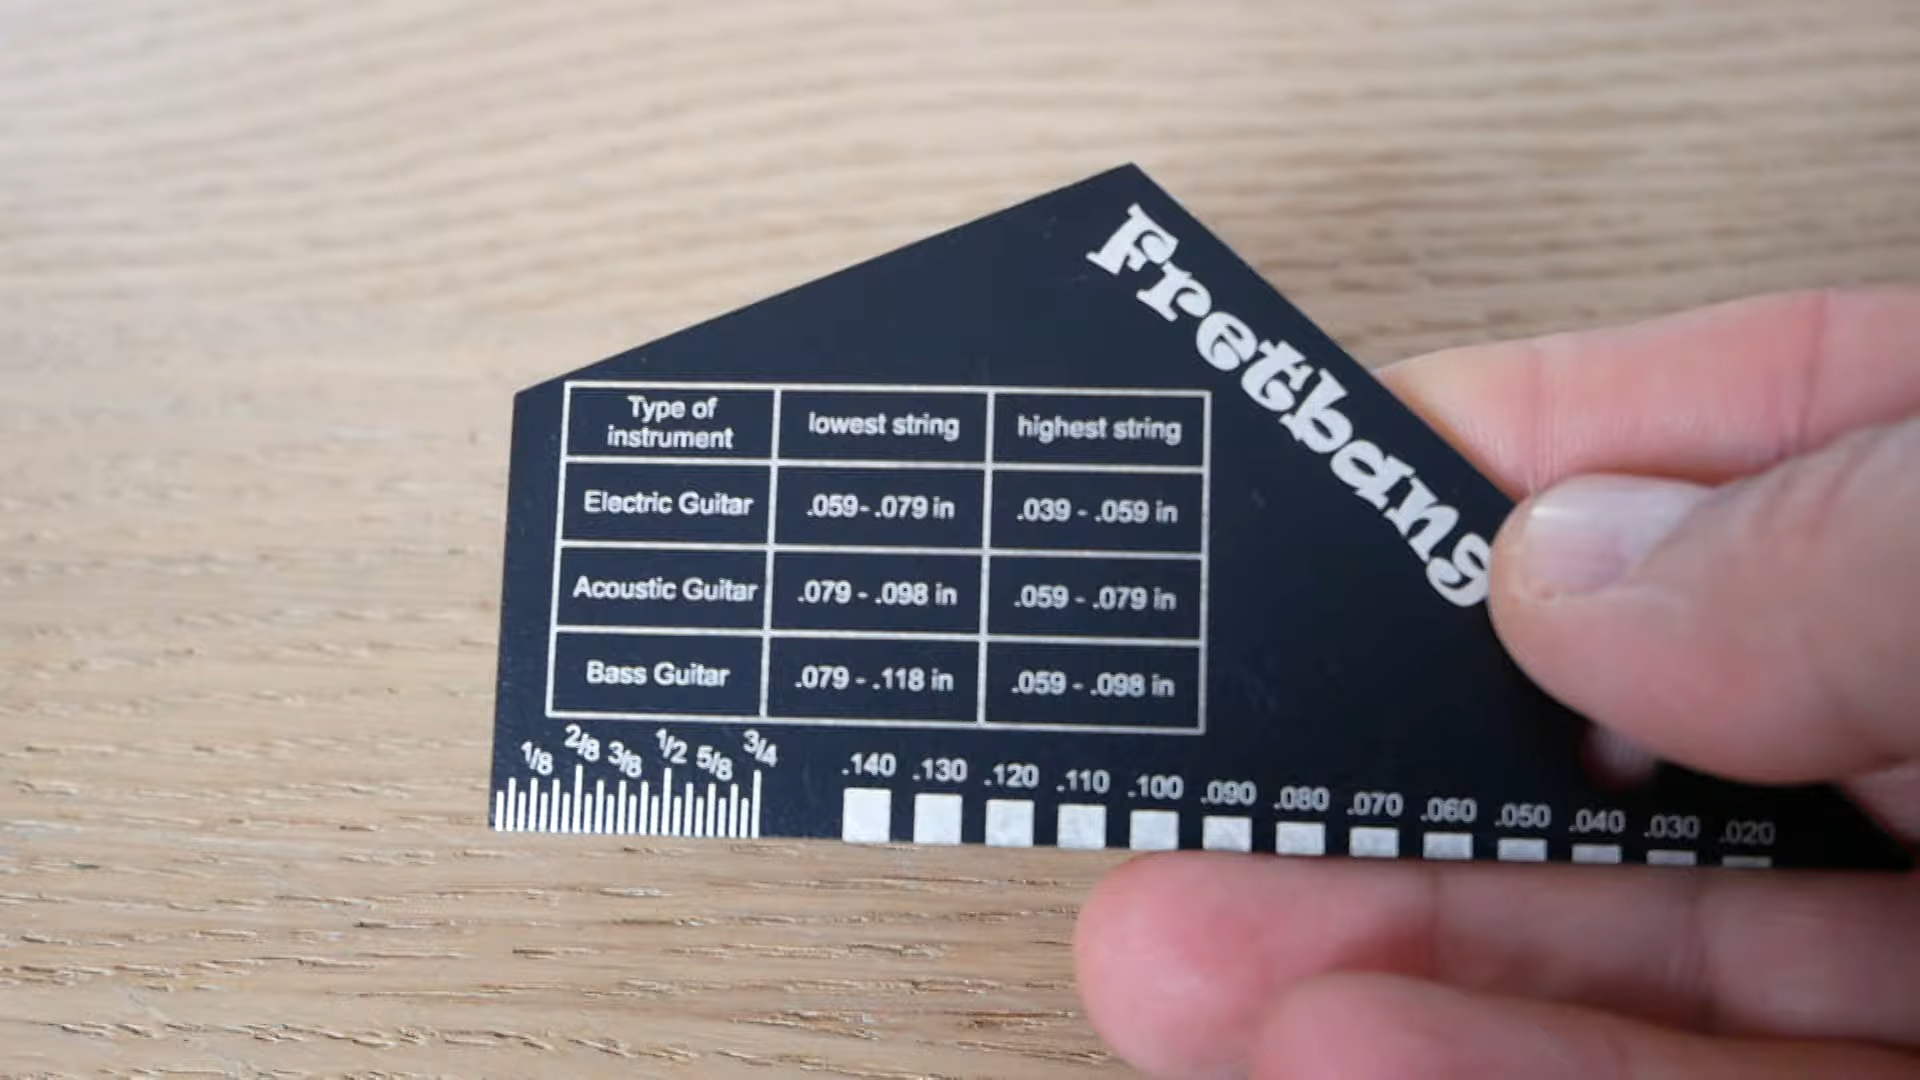 Fretbang
Type of
instrument
lowest string
highest string
Electric Guitar
.059- .079 in
.039 - .059 in
Acoustic Guitar
.079 - .098 in
.059 - .079 in
Bass Guitar
.079 - .118 in
.059 - .098 in
1/8 2/8 3/8 1/2 5/8 3/4
.140 .130 .120 .110 .100 .090 .080 .070 .060 .050 .040 .030 .020